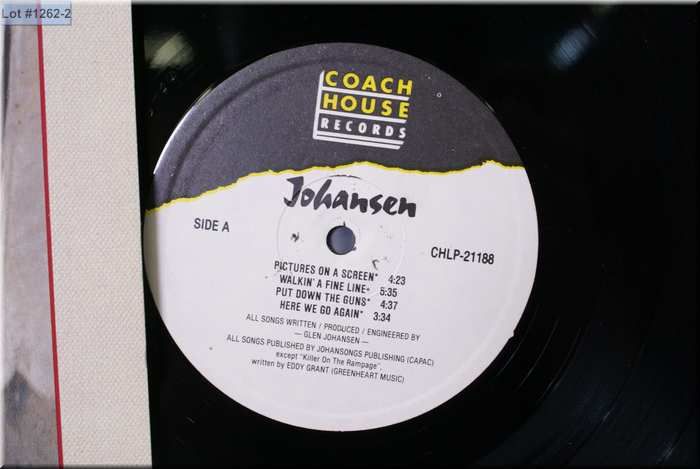 Lot #1262-2
COACH
HOUSE
RECORDS
Johansen
SIDE A
CHLP-21188
PICTURES ON A SCREEN* 4:23
WALKIN' A FINE LINE+ 5:35
PUT DOWN THE GUNS* 4:37
HERE WE GO AGAIN* 3:34
ALL SONGS WRITTEN / PRODUCED / ENGINEERED BY
— GLEN JOHANSEN —
ALL SONGS PUBLISHED BY JOHANSONGS PUBLISHING (CAPAC)
except "Killer On The Rampage",
written by EDDY GRANT (GREENHEART MUSIC)